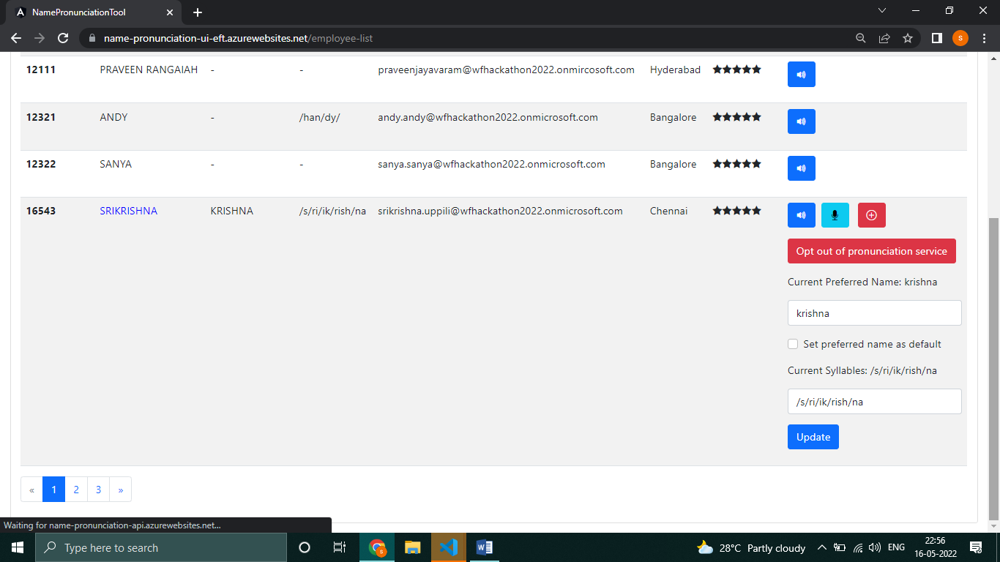 NamePronunciationTool
name-pronunciation-ui-eft.azurewebsites.net/employee-list
s
12111 PRAVEEN RANGAIAH - - praveenjayavaram@wfhackathon2022.onmircosoft.com Hyderabad ★★★★★
12321 ANDY - /han/dy/ andy.andy@wfhackathon2022.onmicrosoft.com Bangalore ★★★★★
12322 SANYA - - sanya.sanya@wfhackathon2022.onmicrosoft.com Bangalore ★★★★★
16543 SRIKRISHNA KRISHNA /s/ri/ik/rish/na srikrishna.uppili@wfhackathon2022.onmicrosoft.com Chennai ★★★★★
Opt out of pronunciation service
Current Preferred Name: krishna
krishna
Set preferred name as default
Current Syllables: /s/ri/ik/rish/na
/s/ri/ik/rish/na
Update
« 1 2 3 »
Waiting for name-pronunciation-api.azurewebsites.net...
Type here to search
28°C Partly cloudy
ENG
22:56
16-05-2022